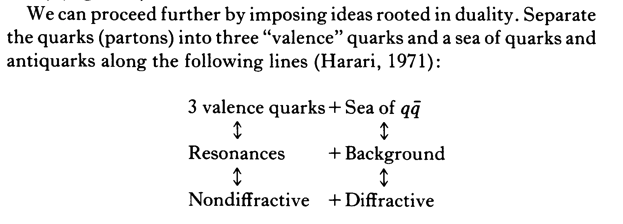 We can proceed further by imposing ideas rooted in duality. Separate
the quarks (partons) into three “valence” quarks and a sea of quarks and
antiquarks along the following lines (Harari, 1971):
3 valence quarks + Sea of qq̄
↕ ↕
Resonances + Background
↕ ↕
Nondiffractive + Diffractive